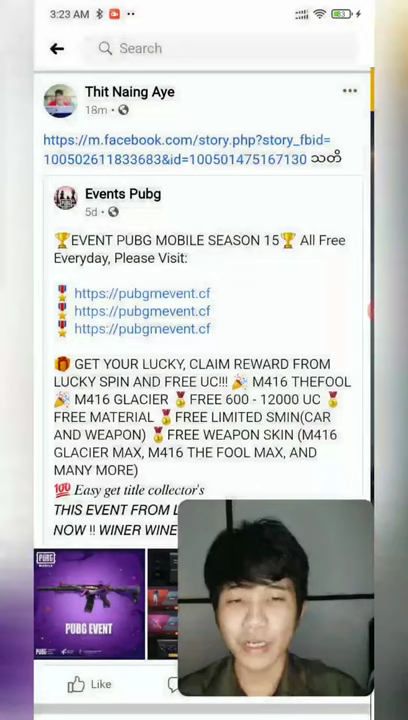 3:23 AM
Search
Thit Naing Aye
18m
https://m.facebook.com/story.php?story_fbid=
100502611833683&id=100501475167130 သတိ
Events Pubg
5d
🏆EVENT PUBG MOBILE SEASON 15🏆 All Free
Everyday, Please Visit:
🎖️ https://pubgmevent.cf
🎖️ https://pubgmevent.cf
🎖️ https://pubgmevent.cf
🎁 GET YOUR LUCKY, CLAIM REWARD FROM
LUCKY SPIN AND FREE UC!!! 🎉 M416 THEFOOL
🎉 M416 GLACIER 🏅FREE 600 - 12000 UC 🏅
FREE MATERIAL 🏅FREE LIMITED SMIN(CAR
AND WEAPON) 🏅FREE WEAPON SKIN (M416
GLACIER MAX, M416 THE FOOL MAX, AND
MANY MORE)
💯 Easy get title collector's
THIS EVENT FROM
NOW !! WINER WINE
PUBG
MOBILE
PUBG EVENT
Like